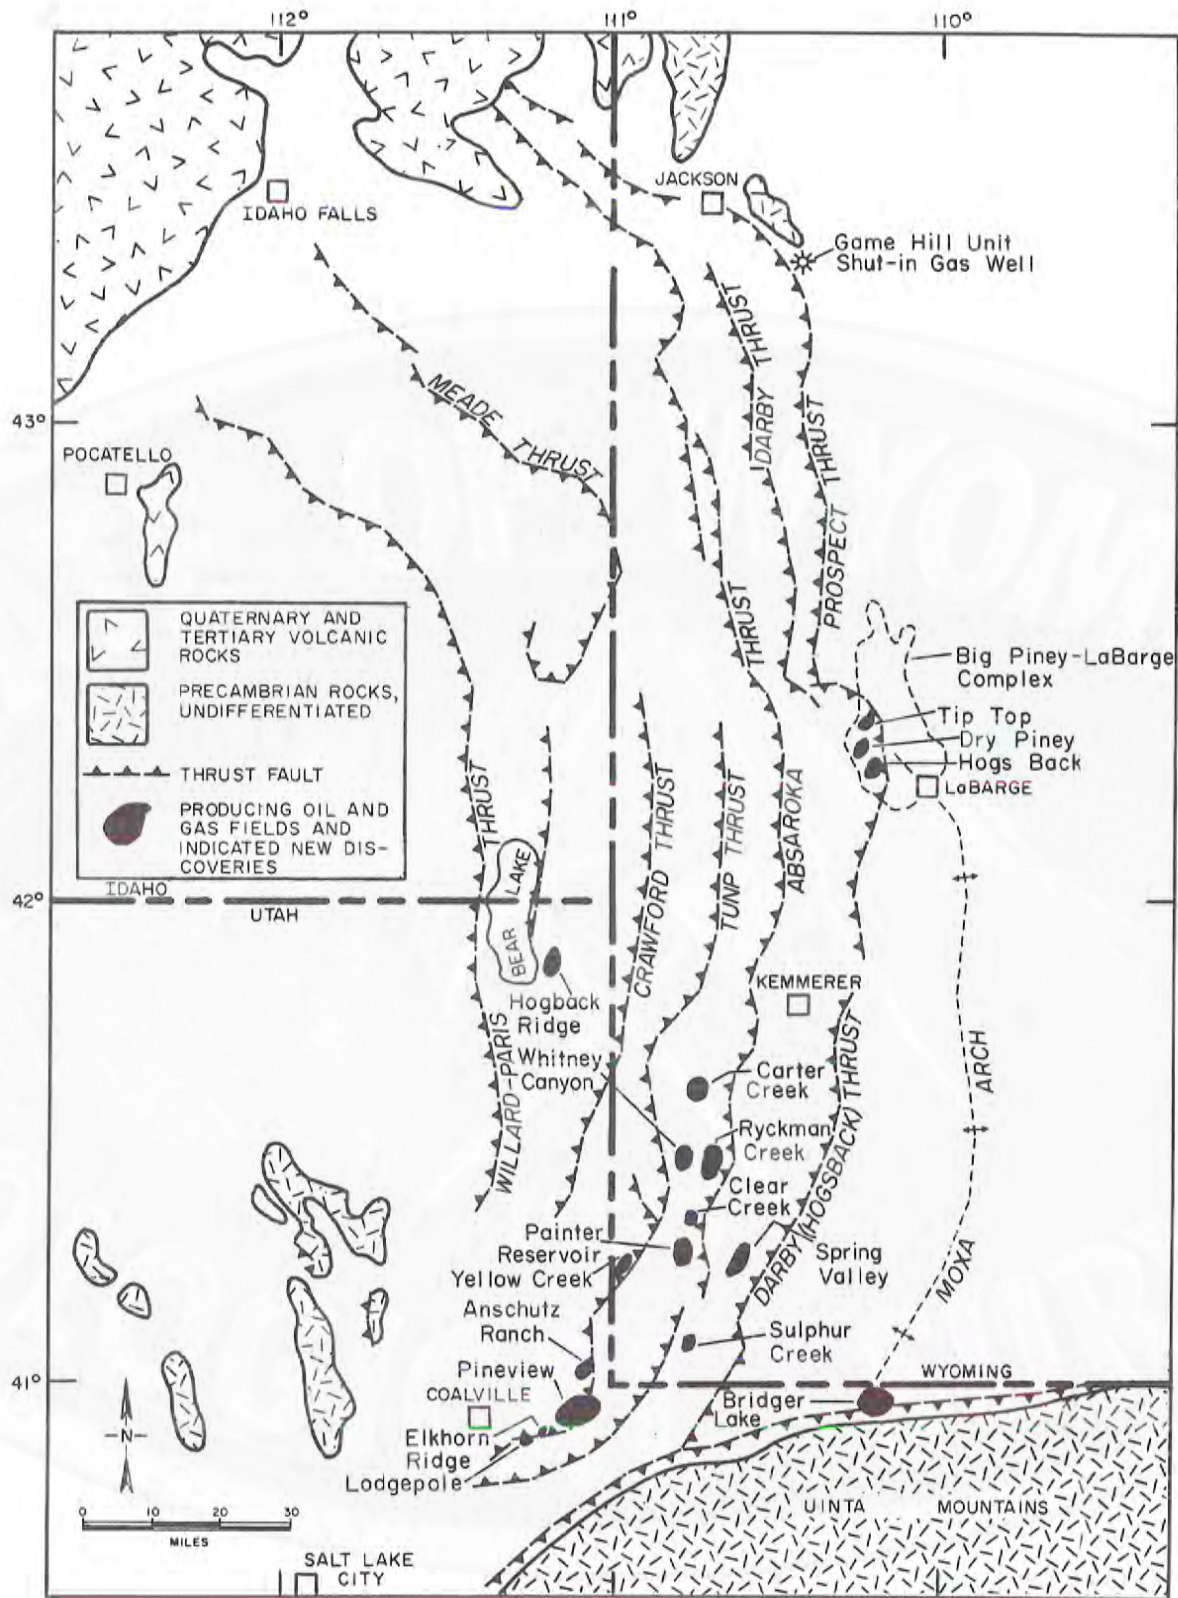 112°
111°
110°
JACKSON
IDAHO FALLS
Game Hill Unit
Shut-in Gas Well
DARBY THRUST
MEADE THRUST
43°
PROSPECT THRUST
POCATELLO
QUATERNARY AND
TERTIARY VOLCANIC
ROCKS
PRECAMBRIAN ROCKS,
UNDIFFERENTIATED
THRUST FAULT
PRODUCING OIL AND
GAS FIELDS AND
INDICATED NEW DIS-
COVERIES
Big Piney-LaBarge
Complex
Tip Top
Dry Piney
Hogs Back
LaBARGE
ABSAROKA THRUST
TUNP THRUST
CRAWFORD THRUST
WILLARD-PARIS THRUST
BEAR LAKE
IDAHO
42°
UTAH
KEMMERER
Hogback
Ridge
Whitney
Canyon
Carter
Creek
MOXA ARCH
Ryckman
Creek
Clear
Creek
DARBY (HOGSBACK) THRUST
Painter
Reservoir
Spring
Valley
Yellow Creek
Anschutz
Ranch
Sulphur
Creek
41°
Pineview
WYOMING
COALVILLE
Bridger
Lake
Elkhorn
Ridge
Lodgepole
N
0 10 20 30
MILES
UINTA MOUNTAINS
SALT LAKE
CITY
111°
110°